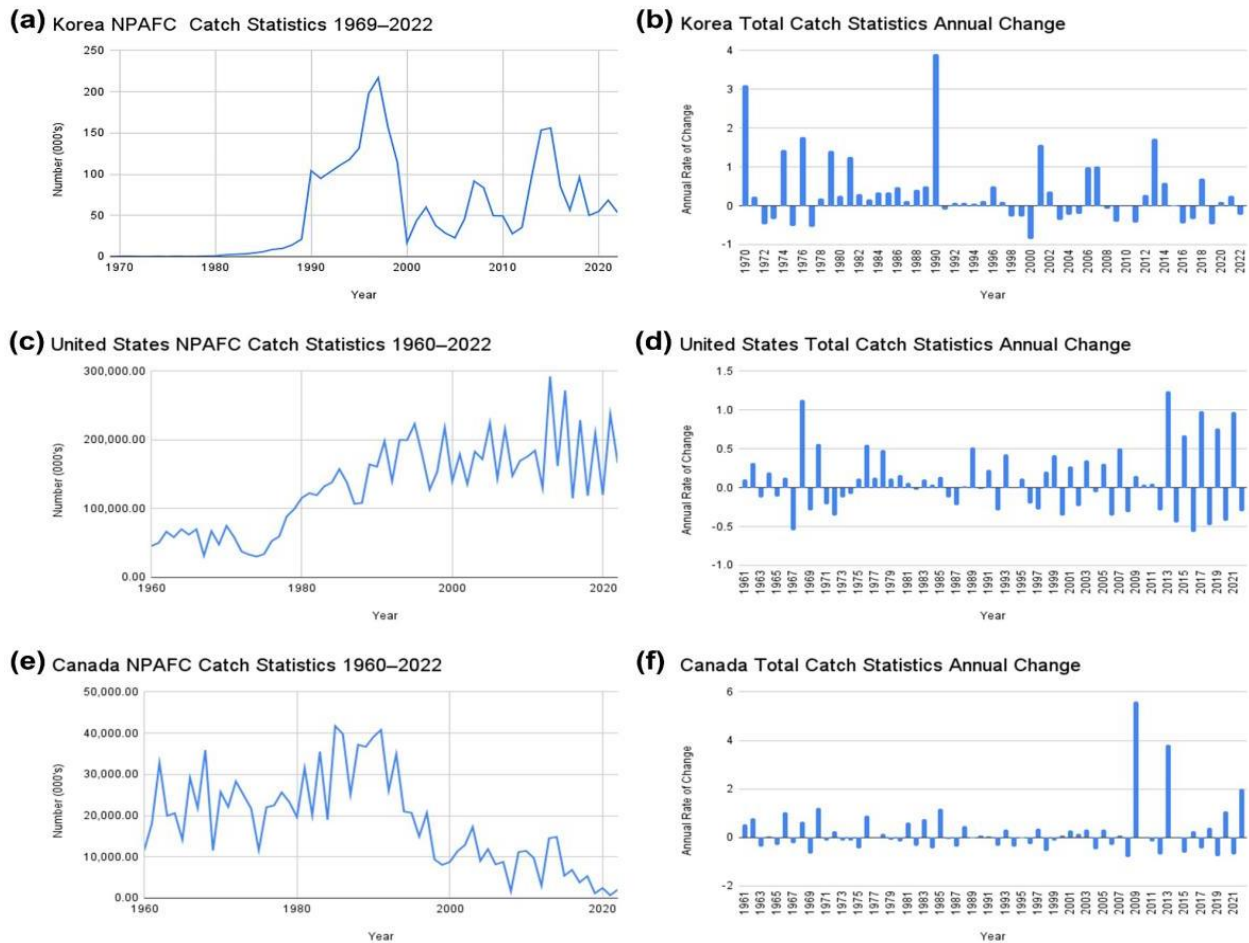 (a) Korea NPAFC Catch Statistics 1969–2022
250
200
150
100
50
0
Number (000's)
1970 1980 1990 2000 2010 2020
Year
(b) Korea Total Catch Statistics Annual Change
4
3
2
1
0
-1
Annual Rate of Change
1970 1972 1974 1976 1978 1980 1982 1984 1986 1988 1990 1992 1994 1996 1998 2000 2002 2004 2006 2008 2010 2012 2014 2016 2018 2020 2022
Year
(c) United States NPAFC Catch Statistics 1960–2022
300,000.00
200,000.00
100,000.00
0.00
Number (000's)
1960 1980 2000 2020
Year
(d) United States Total Catch Statistics Annual Change
1.5
1.0
0.5
0.0
-0.5
-1.0
Annual Rate of Change
1961 1963 1965 1967 1969 1971 1973 1975 1977 1979 1981 1983 1985 1987 1989 1991 1993 1995 1997 1999 2001 2003 2005 2007 2009 2011 2013 2015 2017 2019 2021
Year
(e) Canada NPAFC Catch Statistics 1960–2022
50,000.00
40,000.00
30,000.00
20,000.00
10,000.00
0.00
Number (000's)
1960 1980 2000 2020
Year
(f) Canada Total Catch Statistics Annual Change
6
4
2
0
-2
Annual Rate of Change
1961 1963 1965 1967 1969 1971 1973 1975 1977 1979 1981 1983 1985 1987 1989 1991 1993 1995 1997 1999 2001 2003 2005 2007 2009 2011 2013 2015 2017 2019 2021
Year